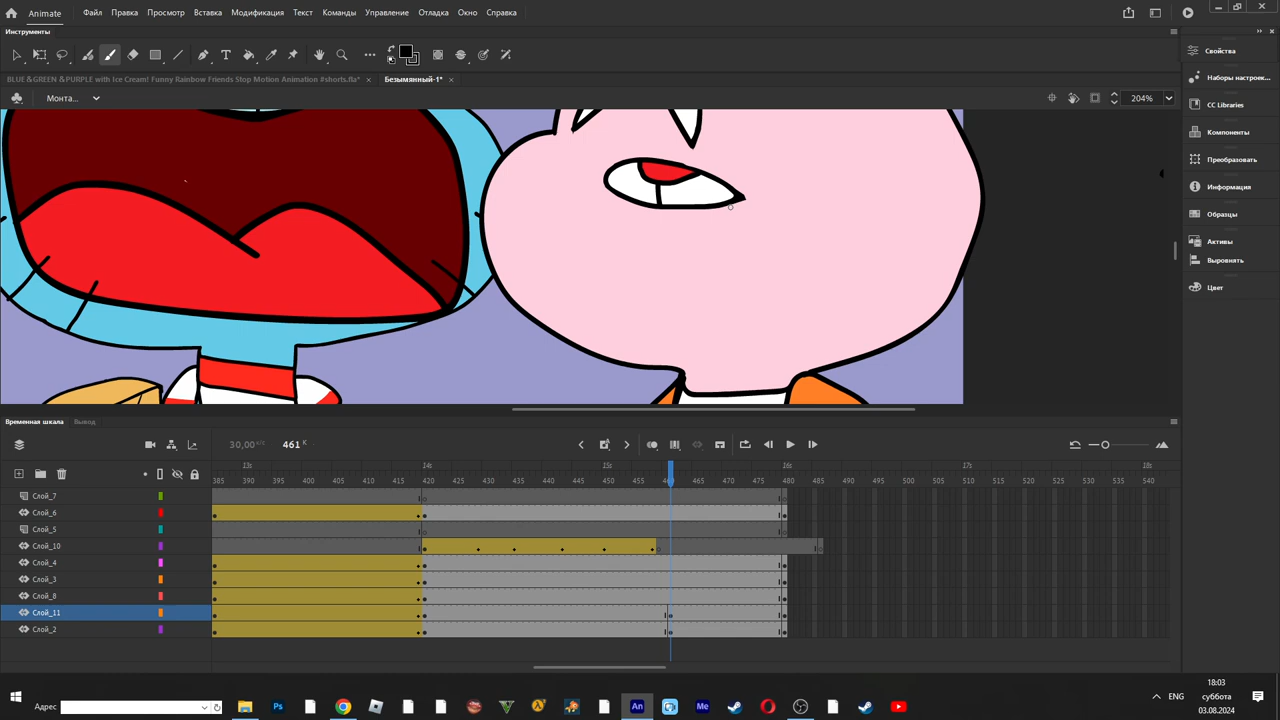 Animate
Файл Правка Просмотр Вставка Модификация Текст Команды Управление Отладка Окно Справка
Инструменты
Свойства
BLUE &GREEN &PURPLE with Ice Cream! Funny Rainbow Friends Stop Motion Animation #shorts.fla* × Безымянный-1* ×
Наборы настроек...
Монта...
204%
CC Libraries
Компоненты
Преобразовать
Информация
Образцы
Активы
Выровнять
Цвет
Временная шкала Вывод
30,00 к/с 461 К
13s 14s 15s 16s 17s 18s
385 390 395 400 405 410 415 420 425 430 435 440 445 450 455 465 470 475 480 485 490 495 500 505 510 515 520 525 530 535 540
Слой_7
Слой_6
Слой_5
Слой_10
Слой_4
Слой_3
Слой_8
Слой_11
Слой_2
Адрес
Ps
An
Me
ENG
18:03
суббота
03.08.2024